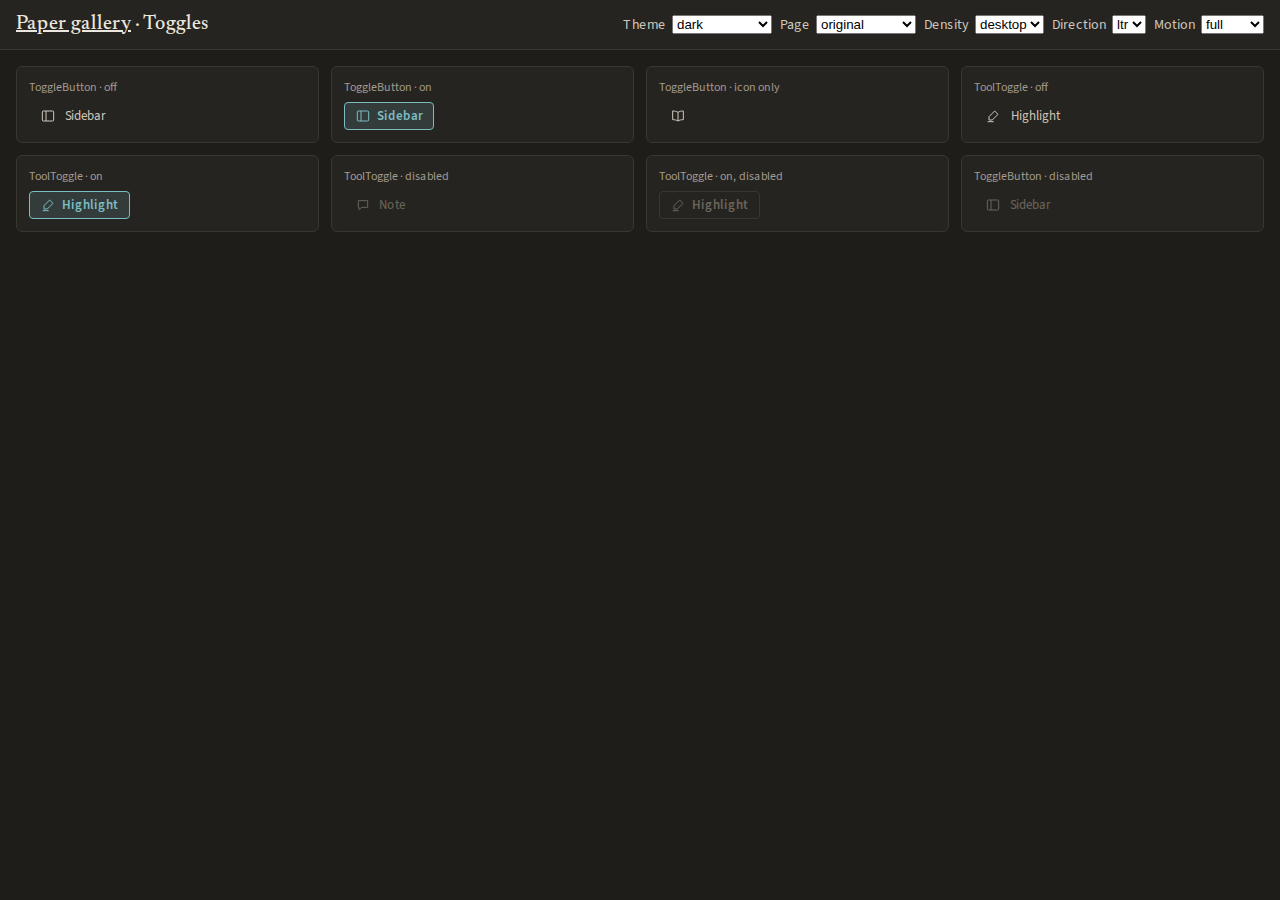 Paper gallery · Toggles
Theme dark Page original Density desktop Direction ltr Motion full
ToggleButton · off
Sidebar
ToggleButton · on
Sidebar
ToggleButton · icon only
ToolToggle · off
Highlight
ToolToggle · on
Highlight
ToolToggle · disabled
Note
ToolToggle · on, disabled
Highlight
ToggleButton · disabled
Sidebar